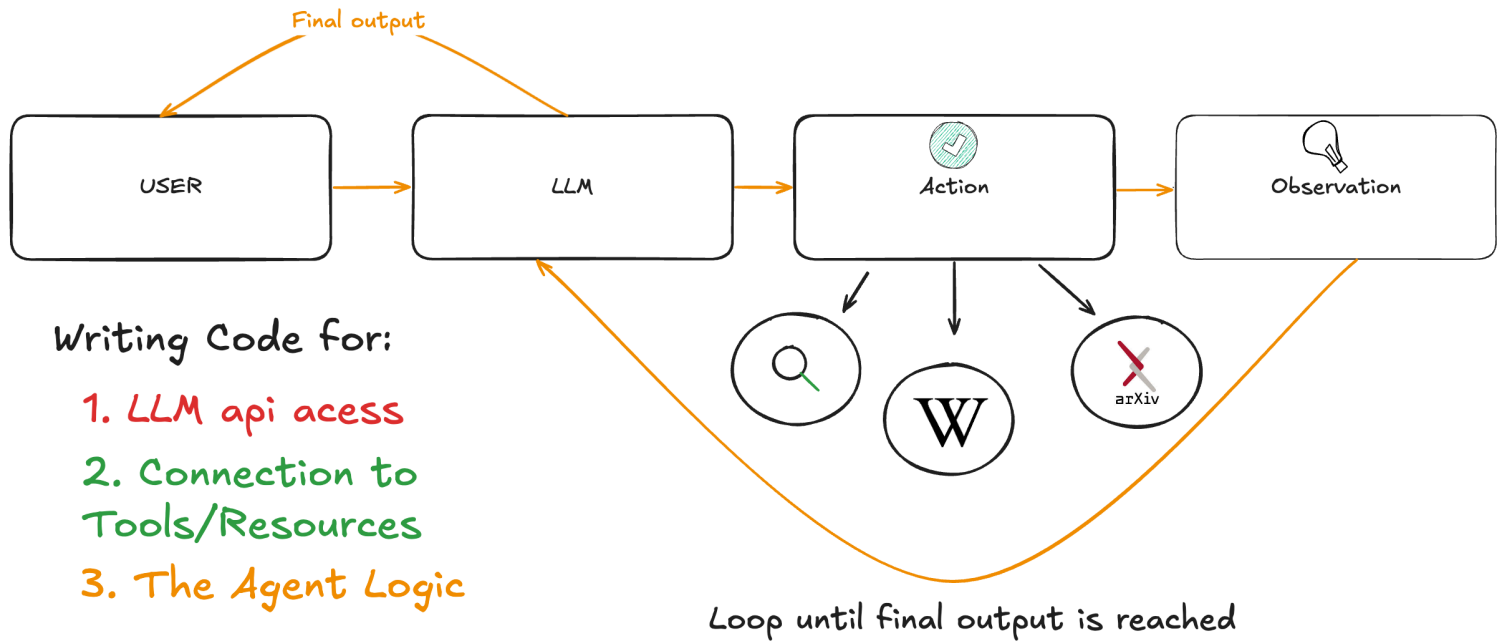 Final output
USER
LLM
Action
Observation
Writing Code for:
1. LLM api acess
2. Connection to
Tools/Resources
3. The Agent Logic
W
arXiv
Loop until final output is reached